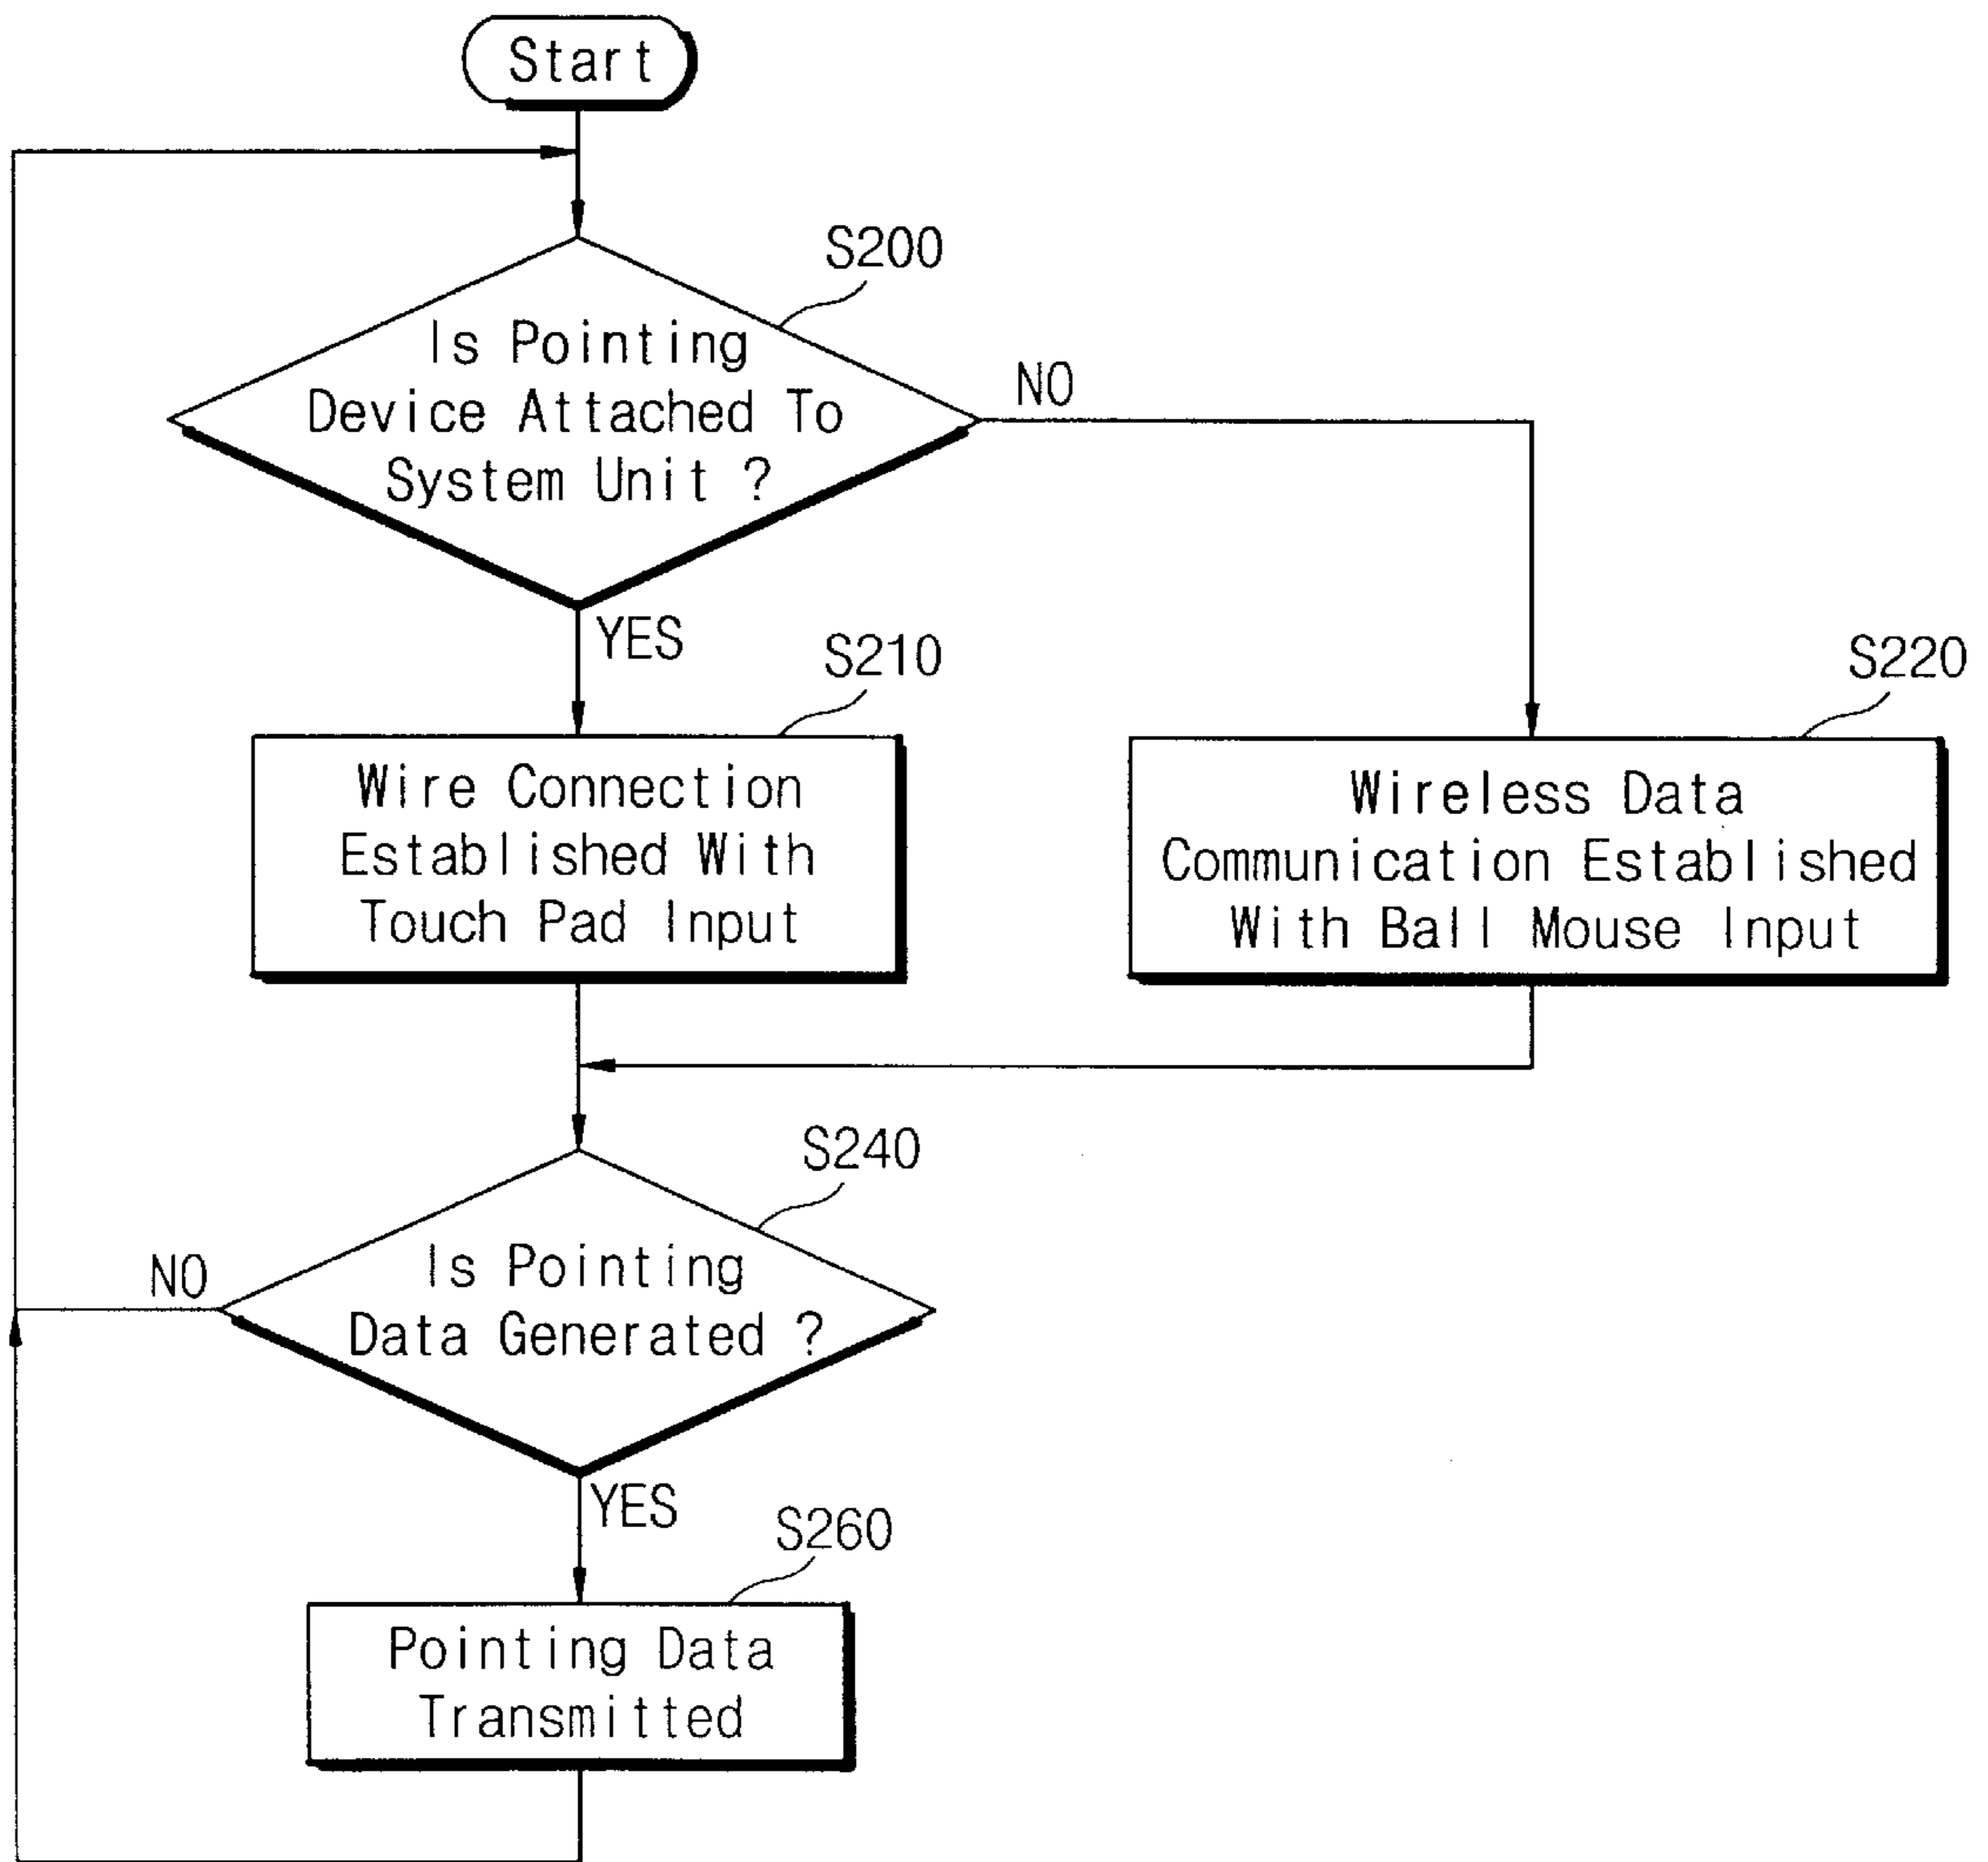 Start
S200
Is Pointing
Device Attached To
System Unit ?
NO
YES
S210
S220
Wire Connection
Established With
Touch Pad Input
Wireless Data
Communication Established
With Ball Mouse Input
S240
Is Pointing
Data Generated ?
NO
YES
S260
Pointing Data
Transmitted